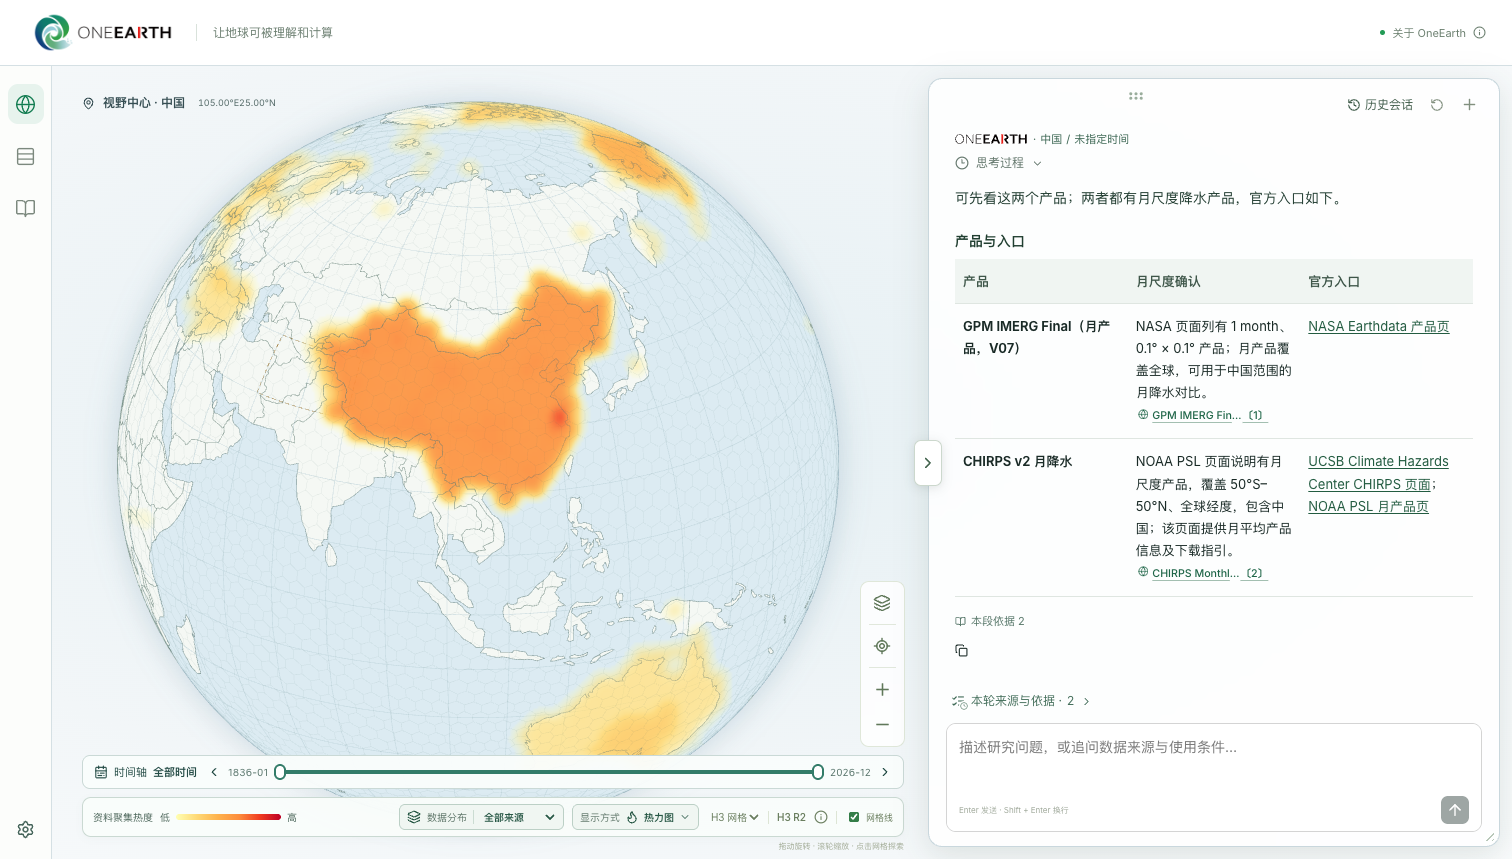 ONEEARTH
让地球可被理解和计算
关于 OneEarth
视野中心 · 中国 105.00°E25.00°N
历史会话
ONEEARTH · 中国 / 未指定时间
思考过程
可先看这两个产品；两者都有月尺度降水产品，官方入口如下。
产品与入口
产品 月尺度确认 官方入口
GPM IMERG Final（月产
品，V07）
NASA 页面列有 1 month、
0.1° × 0.1° 产品；月产品覆
盖全球，可用于中国范围的
月降水对比。
GPM IMERG Fin... 〔1〕
NASA Earthdata 产品页
CHIRPS v2 月降水
NOAA PSL 页面说明有月
尺度产品，覆盖 50°S–
50°N、全球经度，包含中
国；该页面提供月平均产品
信息及下载指引。
CHIRPS Monthl... 〔2〕
UCSB Climate Hazards
Center CHIRPS 页面；
NOAA PSL 月产品页
本段依据 2
本轮来源与依据 · 2
描述研究问题，或追问数据来源与使用条件...
Enter 发送 · Shift + Enter 换行
时间轴 全部时间 1836-01 2026-12
资料聚集热度 低 高 数据分布 全部来源 显示方式 热力图 H3 网格 H3 R2 网格线
拖动旋转 · 滚轮缩放 · 点击网格探索